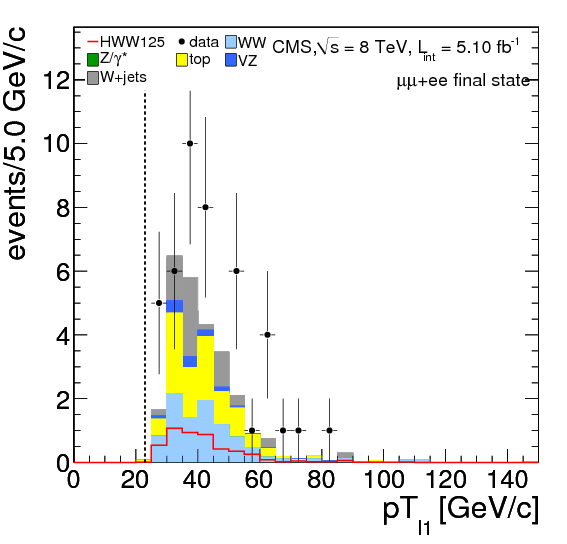 events/5.0 GeV/c
HWW125
data
WW
Z/γ*
top
VZ
W+jets
CMS,√s = 8 TeV, L_int = 5.10 fb⁻¹
μμ+ee final state
12
10
8
6
4
2
0
0 20 40 60 80 100 120 140
pT_l1 [GeV/c]